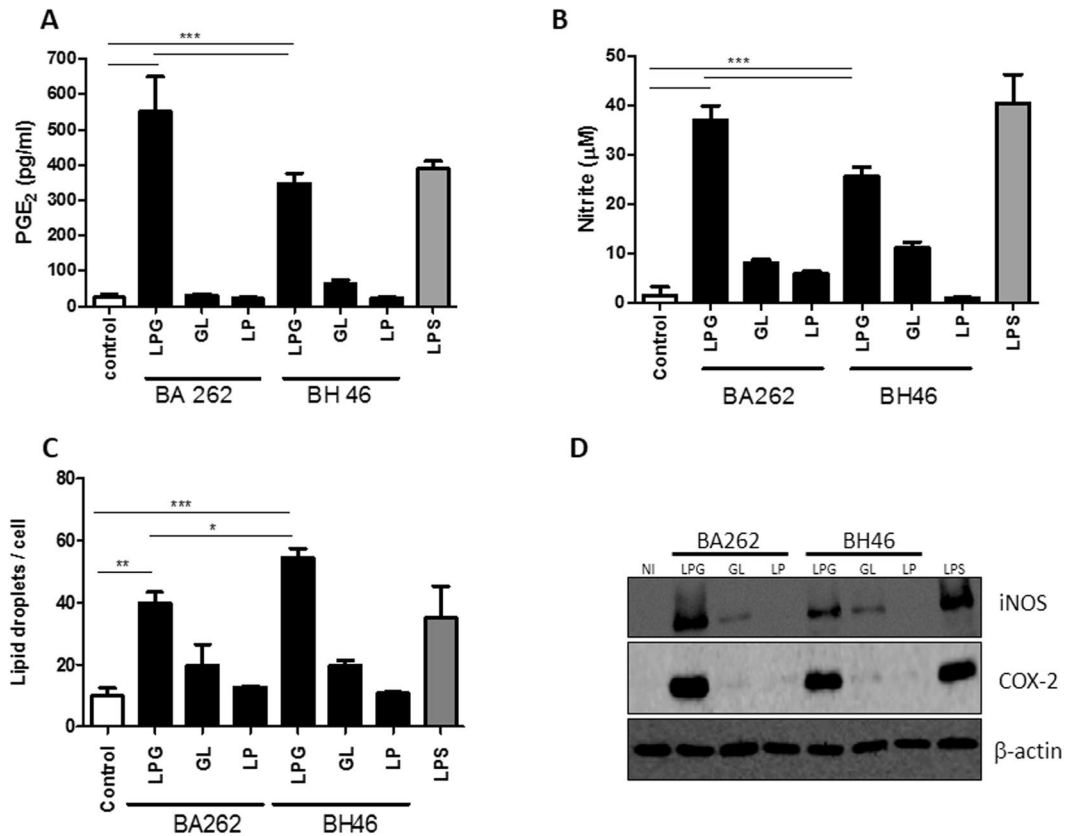 A
***
PGE2 (pg/ml)
700
600
500
400
300
200
100
0
control
LPG
GL
LP
LPG
GL
LP
LPS
BA 262
BH 46
B
***
Nitrite (μM)
50
40
30
20
10
0
Control
LPG
GL
LP
LPG
GL
LP
LPS
BA262
BH46
C
***
*
**
Lipid droplets / cell
80
60
40
20
0
Control
LPG
GL
LP
LPG
GL
LP
LPS
BA262
BH46
D
BA262 BH46
NI LPG GL LP LPG GL LP LPS
iNOS
COX-2
β-actin